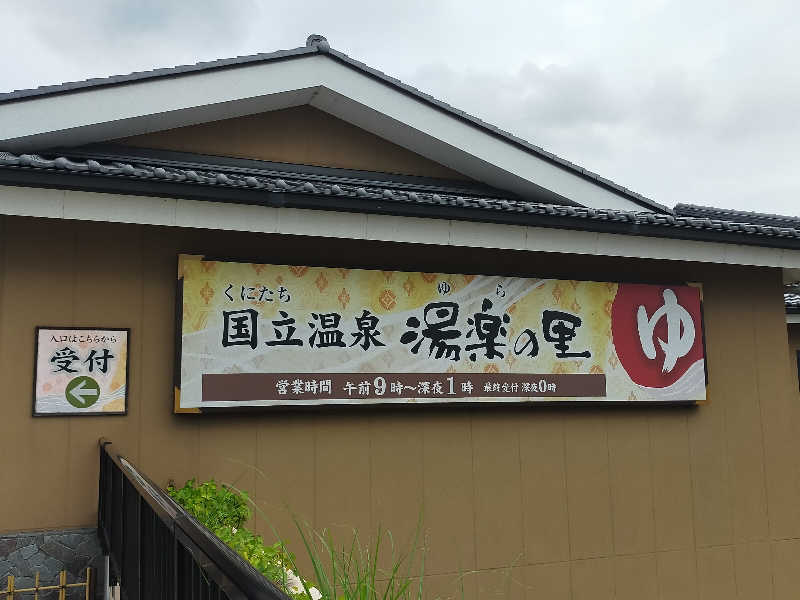 入口はこちらから
受付
くにたち ゆら
国立温泉 湯楽の里
ゆ
営業時間 午前9時～深夜1時 最終受付 深夜0時